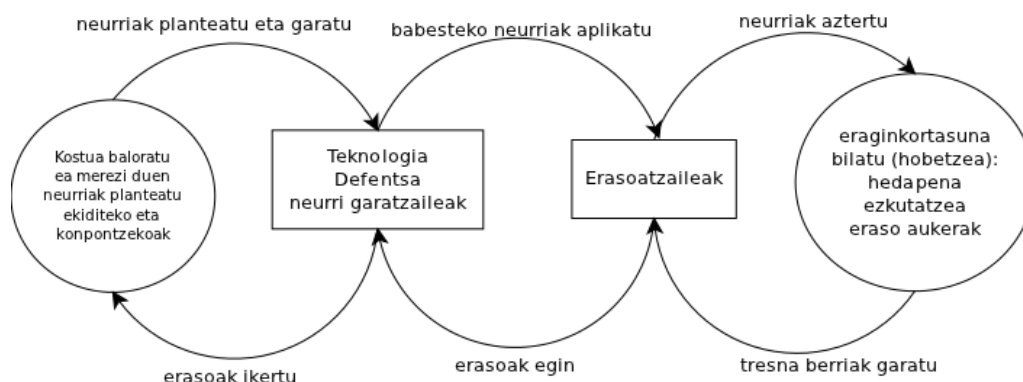 neurriak planteatu eta garatu
babesteko neurriak aplikatu
neurriak aztertu
Kostua baloratu
ea merezi duen
neurriak planteatu
ekiditeko eta
konpontzekoak
Teknologia
Defentsa
neurri garatzaileak
Erasoatzaileak
eraginkortasuna
bilatu (hobetzea):
hedapena
ezkutatzea
eraso aukerak
erasoak ikertu
erasoak egin
tresna berriak garatu